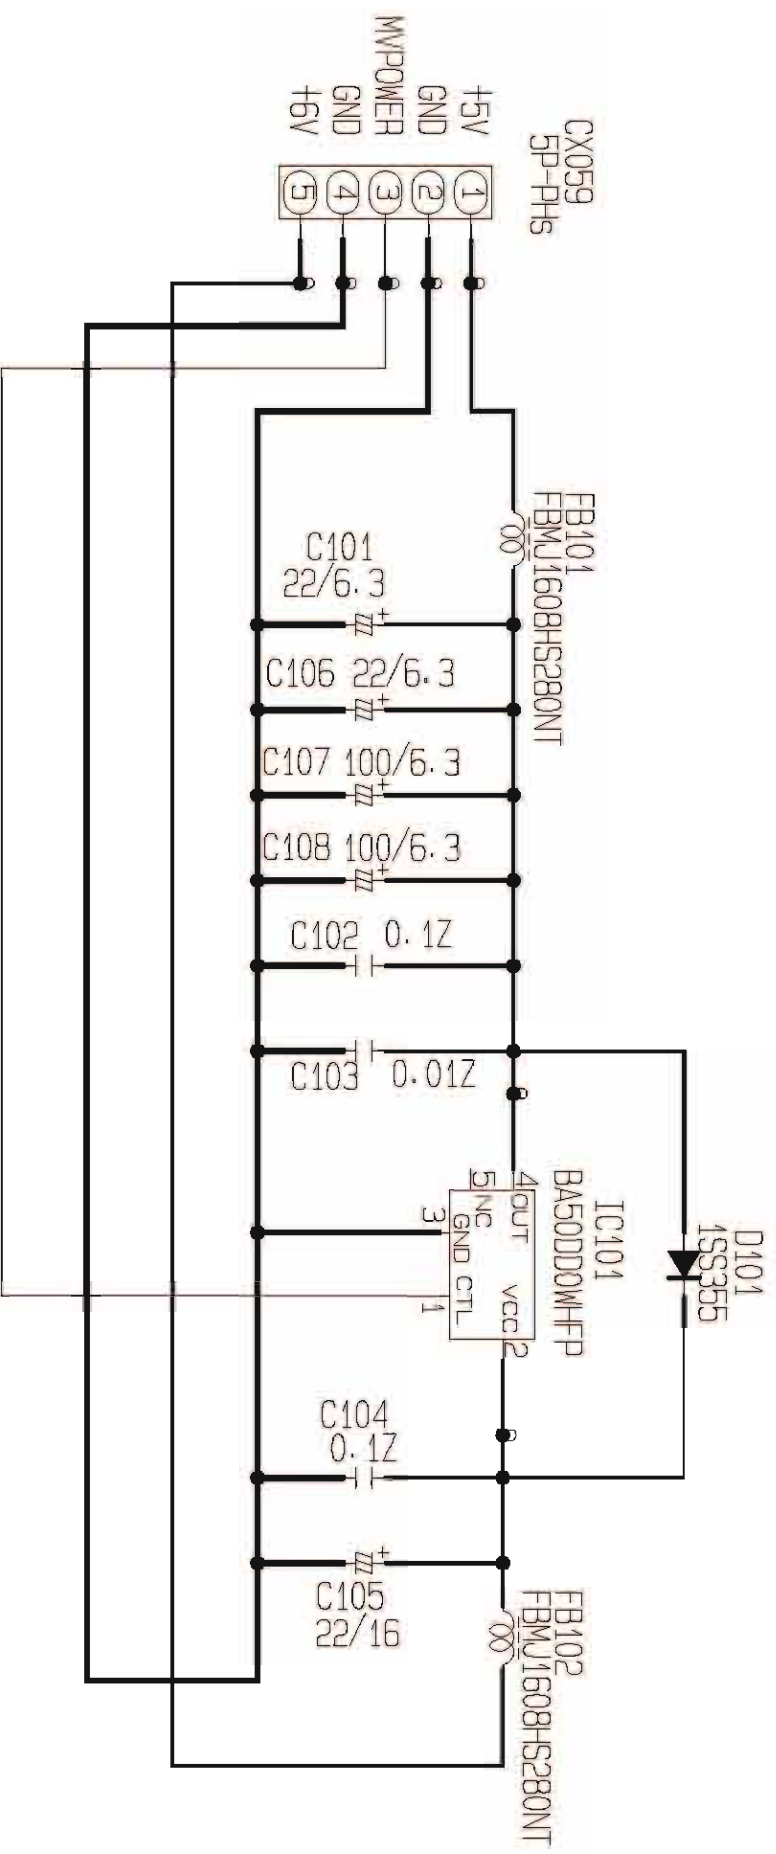 CX059
5P-PHS
+5V
GND
MVPOWER
GND
+6V
1
2
3
4
5
FB101
FBMJ1608HS280NT
C101
22/6.3
+
C106 22/6.3
+
C107 100/6.3
+
C108 100/6.3
+
C102 0.1Z
C103 0.01Z
IC101
BA50DD0WHFP
4
OUT
5
NC
3
GND
CTL
1
VCC
2
D101
1SS355
C104
0.1Z
+
C105
22/16
FB102
FBMJ1608HS280NT